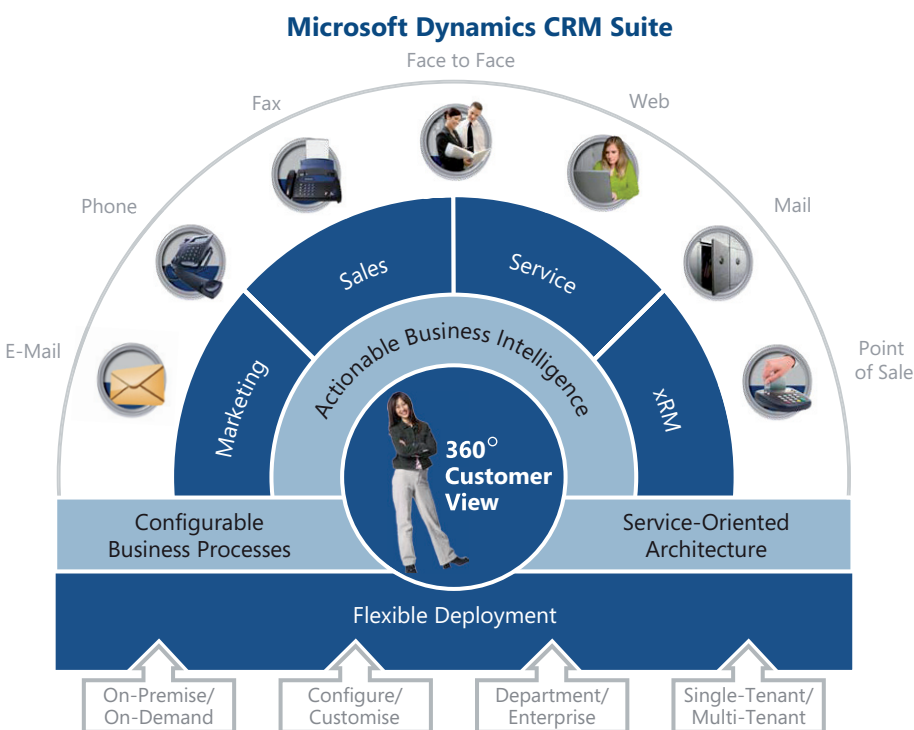 Microsoft Dynamics CRM Suite
Face to Face
Fax
Web
Phone
Mail
E-Mail
Point
of Sale
Marketing
Sales
Service
xRM
Actionable Business Intelligence
360°
Customer
View
Configurable
Business Processes
Service-Oriented
Architecture
Flexible Deployment
On-Premise/
On-Demand
Configure/
Customise
Department/
Enterprise
Single-Tenant/
Multi-Tenant